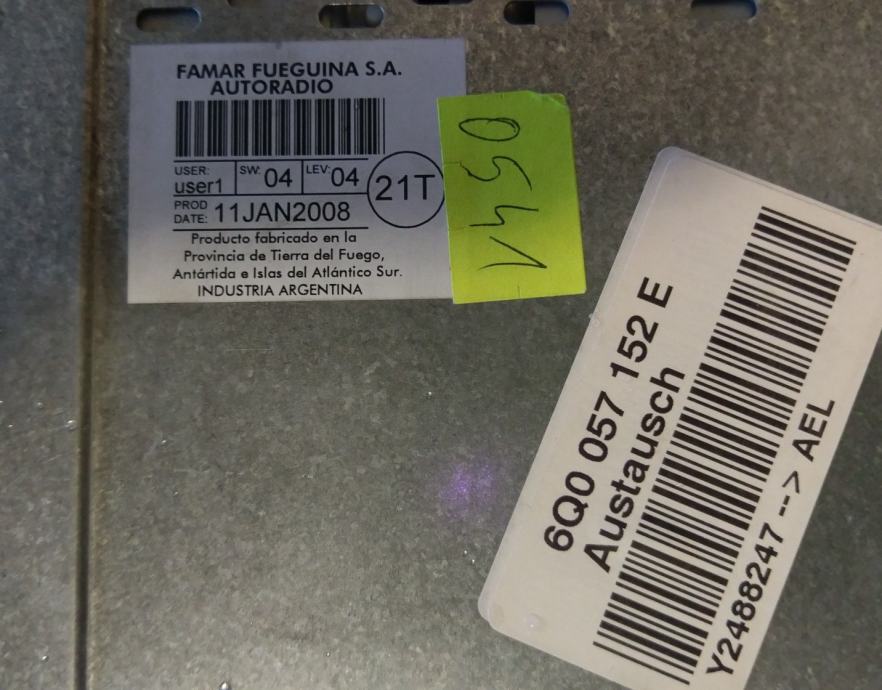 FAMAR FUEGUINA S.A.
AUTORADIO
USER: user1 SW: 04 LEV: 04
21T
PROD DATE: 11JAN2008
Producto fabricado en la
Provincia de Tierra del Fuego,
Antártida e Islas del Atlántico Sur.
INDUSTRIA ARGENTINA
1450
6Q0 057 152 E
Austausch
Y2488247 --> AEL